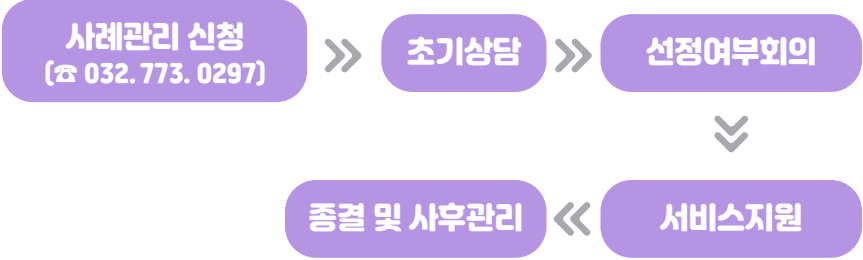 사례관리 신청
(☎ 032. 773. 0297)
초기상담
선정여부회의
서비스지원
종결 및 사후관리